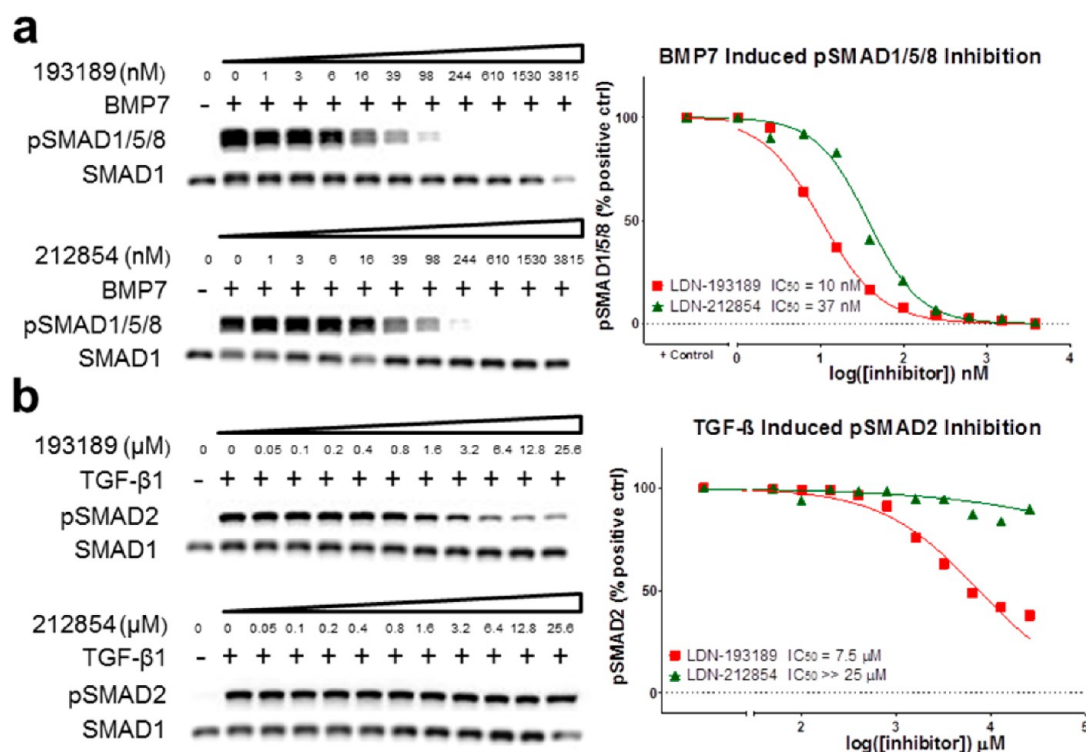 a
193189 (nM) 0 0 1 3 6 16 39 98 244 610 1530 3815
BMP7 - + + + + + + + + + + +
pSMAD1/5/8
SMAD1
212854 (nM) 0 0 1 3 6 16 39 98 244 610 1530 3815
BMP7 - + + + + + + + + + + +
pSMAD1/5/8
SMAD1
BMP7 Induced pSMAD1/5/8 Inhibition
pSMAD1/5/8 (% positive ctrl)
100
50
0
LDN-193189 IC50 = 10 nM
LDN-212854 IC50 = 37 nM
+ Control 0 1 2 3 4
log([inhibitor]) nM
b
193189 (µM) 0 0 0.05 0.1 0.2 0.4 0.8 1.6 3.2 6.4 12.8 25.6
TGF-β1 - + + + + + + + + + + +
pSMAD2
SMAD1
212854 (µM) 0 0 0.05 0.1 0.2 0.4 0.8 1.6 3.2 6.4 12.8 25.6
TGF-β1 - + + + + + + + + + + +
pSMAD2
SMAD1
TGF-ß Induced pSMAD2 Inhibition
pSMAD2 (% positive ctrl)
100
50
0
LDN-193189 IC50 = 7.5 µM
LDN-212854 IC50 >> 25 µM
2 3 4 5
log([inhibitor]) µM